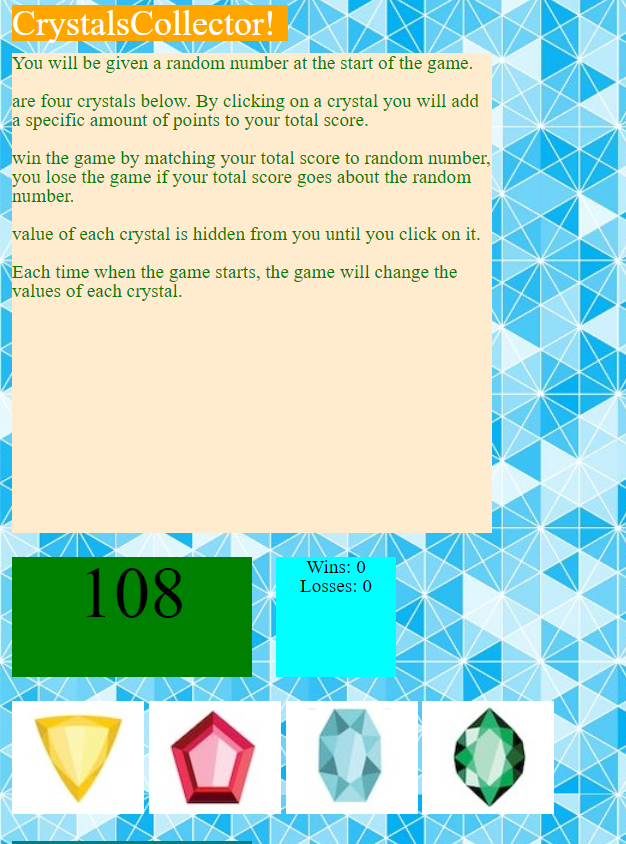 CrystalsCollector!
You will be given a random number at the start of the game.
are four crystals below. By clicking on a crystal you will add
a specific amount of points to your total score.
win the game by matching your total score to random number,
you lose the game if your total score goes about the random
number.
value of each crystal is hidden from you until you click on it.
Each time when the game starts, the game will change the
values of each crystal.
108
Wins: 0
Losses: 0